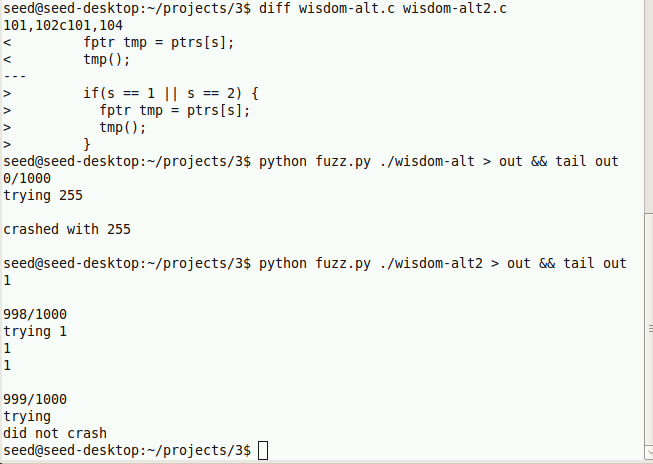 seed@seed-desktop:~/projects/3$ diff wisdom-alt.c wisdom-alt2.c
101,102c101,104
<         fptr tmp = ptrs[s];
<         tmp();
---
>         if(s == 1 || s == 2) {
>           fptr tmp = ptrs[s];
>           tmp();
>         }
seed@seed-desktop:~/projects/3$ python fuzz.py ./wisdom-alt > out && tail out
0/1000
trying 255
crashed with 255
seed@seed-desktop:~/projects/3$ python fuzz.py ./wisdom-alt2 > out && tail out
1
998/1000
trying 1
1
1
999/1000
trying
did not crash
seed@seed-desktop:~/projects/3$